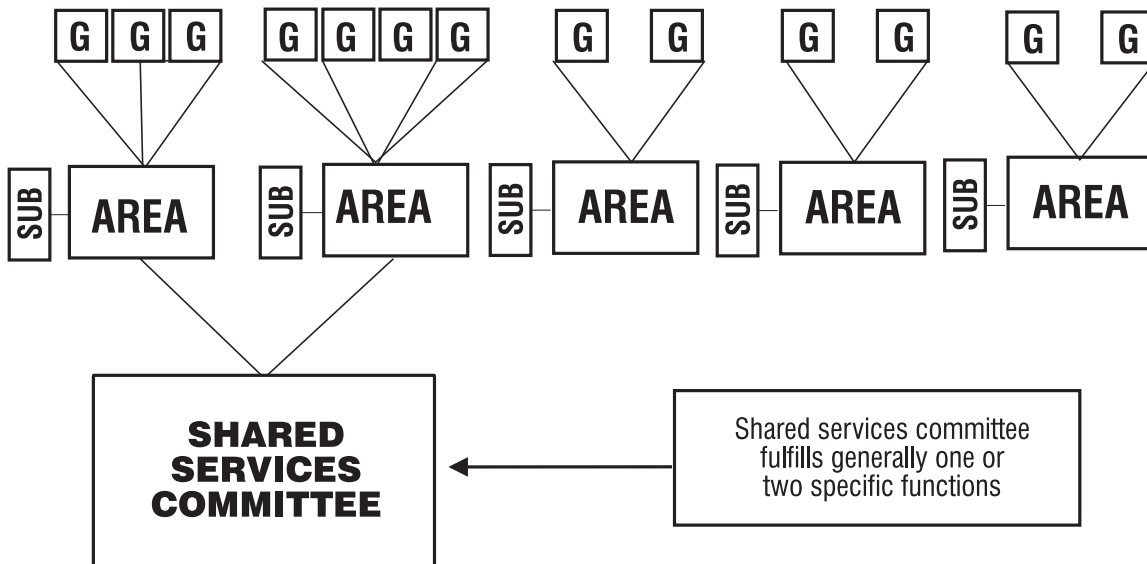 G G G G G G G G G G G G G
SUB AREA SUB AREA SUB AREA SUB AREA SUB AREA
SHARED
SERVICES
COMMITTEE
Shared services committee
fulfills generally one or
two specific functions